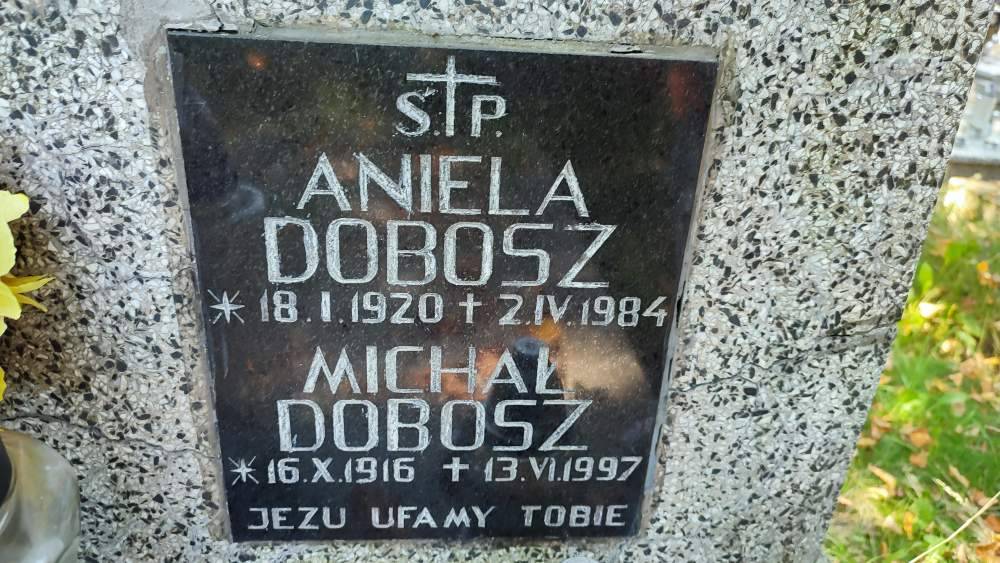 Ś.†P.
ANIELA
DOBOSZ
* 18.I.1920 † 2.IV.1984
MICHAŁ
DOBOSZ
* 16.X.1916 † 13.VI.1997
JEZU UFAMY TOBIE